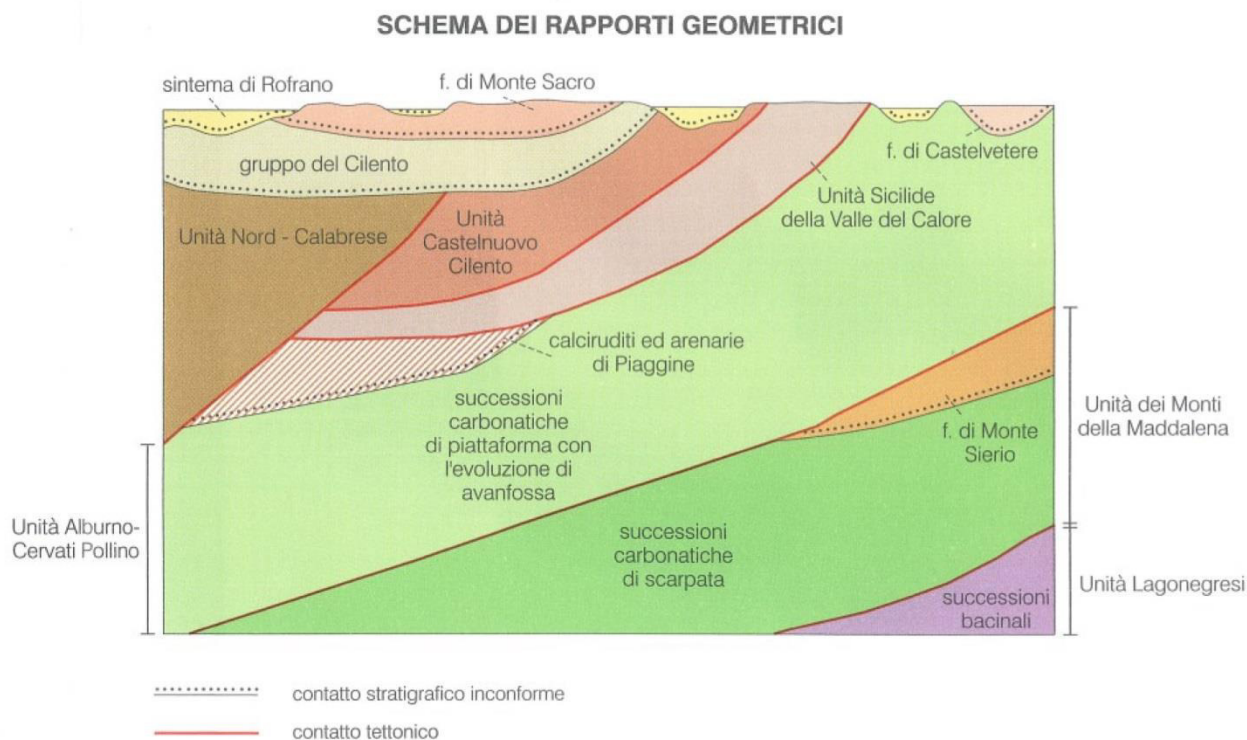 SCHEMA DEI RAPPORTI GEOMETRICI
sintema di Rofrano
f. di Monte Sacro
gruppo del Cilento
f. di Castelvetere
Unità Sicilide
della Valle del Calore
Unità Nord - Calabrese
Unità
Castelnuovo
Cilento
calciruditi ed arenarie
di Piaggine
successioni
carbonatiche
di piattaforma con
l'evoluzione di
avanfossa
f. di Monte
Sierio
Unità dei Monti
della Maddalena
Unità Alburno-
Cervati Pollino
successioni
carbonatiche
di scarpata
successioni
bacinali
Unità Lagonegresi
contatto stratigrafico inconforme
contatto tettonico